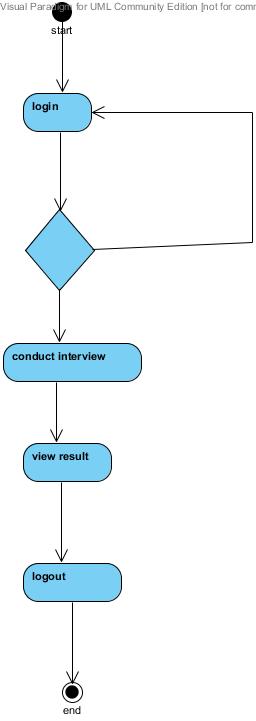 Visual Paradigm for UML Community Edition [not for comm
start
login
conduct interview
view result
logout
end